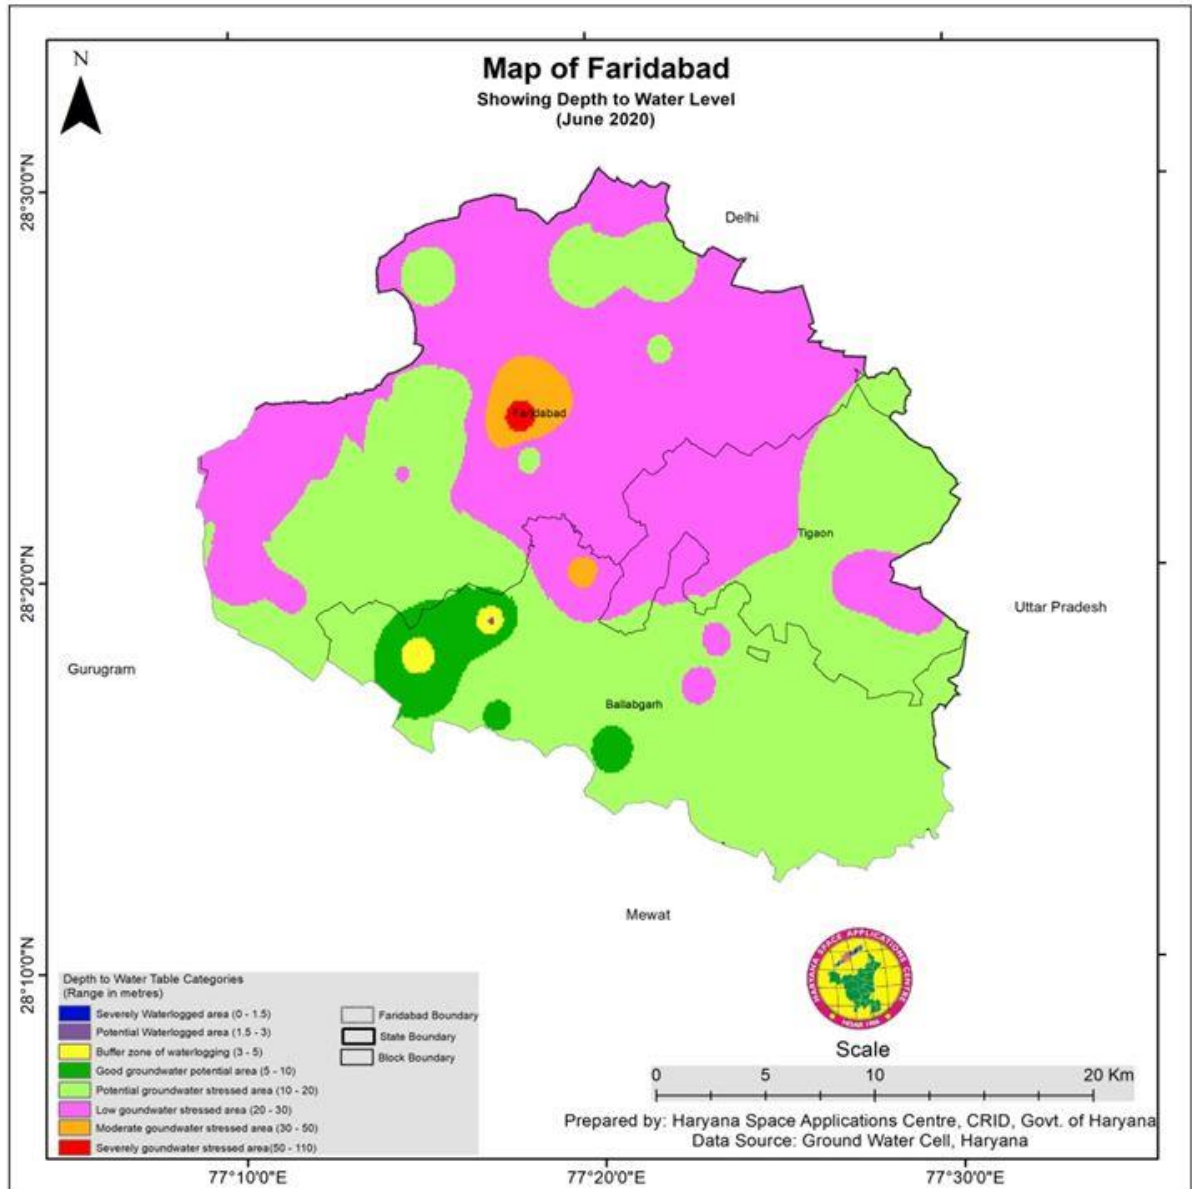 N
Map of Faridabad
Showing Depth to Water Level
(June 2020)
28°30'0"N
28°20'0"N
28°10'0"N
Delhi
Faridabad
Tigaon
Uttar Pradesh
Gurugram
Ballabgarh
Mewat
Depth to Water Table Categories
(Range in metres)
Severely Waterlogged area (0 - 1.5)
Potential Waterlogged area (1.5 - 3)
Buffer zone of waterlogging (3 - 5)
Good groundwater potential area (5 - 10)
Potential groundwater stressed area (10 - 20)
Low goundwater stressed area (20 - 30)
Moderate goundwater stressed area (30 - 50)
Severely goundwater stressed area(50 - 110)
Faridabad Boundary
State Boundary
Block Boundary
HARYANA SPACE APPLICATIONS CENTRE
HISAR 1986
Scale
0 5 10 20 Km
Prepared by: Haryana Space Applications Centre, CRID, Govt. of Haryana
Data Source: Ground Water Cell, Haryana
77°10'0"E 77°20'0"E 77°30'0"E